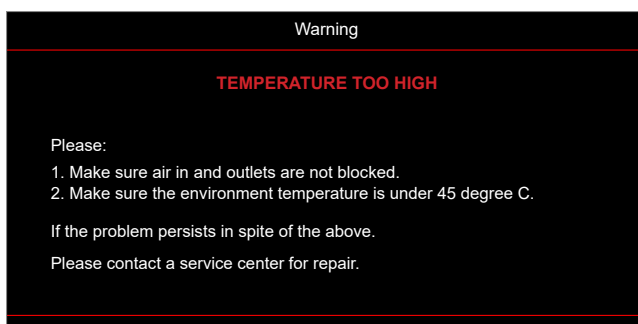 Warning
TEMPERATURE TOO HIGH
Please:
1. Make sure air in and outlets are not blocked.
2. Make sure the environment temperature is under 45 degree C.
If the problem persists in spite of the above.
Please contact a service center for repair.